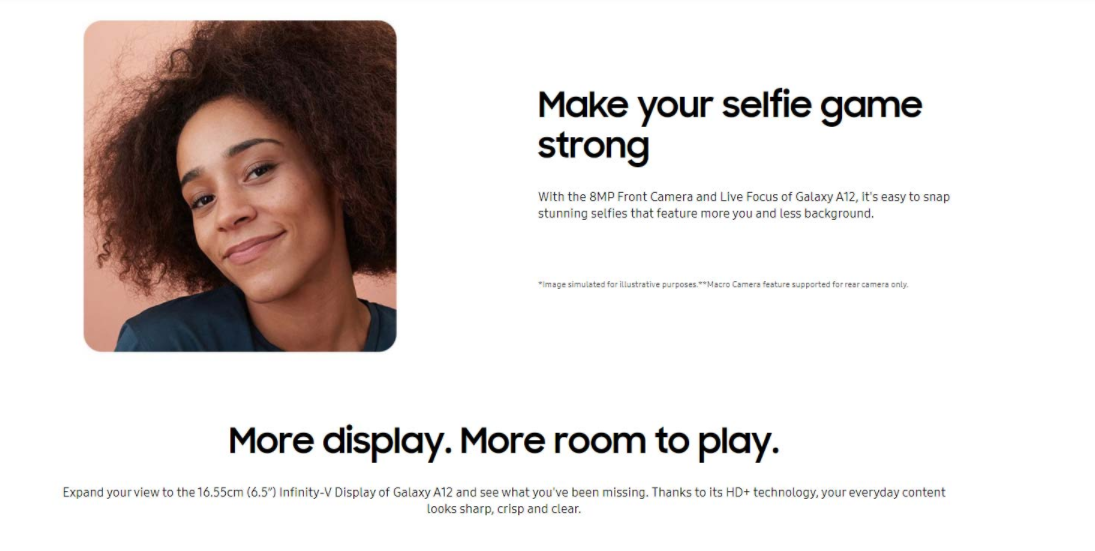 Make your selfie game
strong
With the 8MP Front Camera and Live Focus of Galaxy A12, it's easy to snap
stunning selfies that feature more you and less background.
*Image simulated for illustrative purposes.**Macro Camera feature supported for rear camera only.
More display. More room to play.
Expand your view to the 16.55cm (6.5″) Infinity-V Display of Galaxy A12 and see what you've been missing. Thanks to its HD+ technology, your everyday content
looks sharp, crisp and clear.